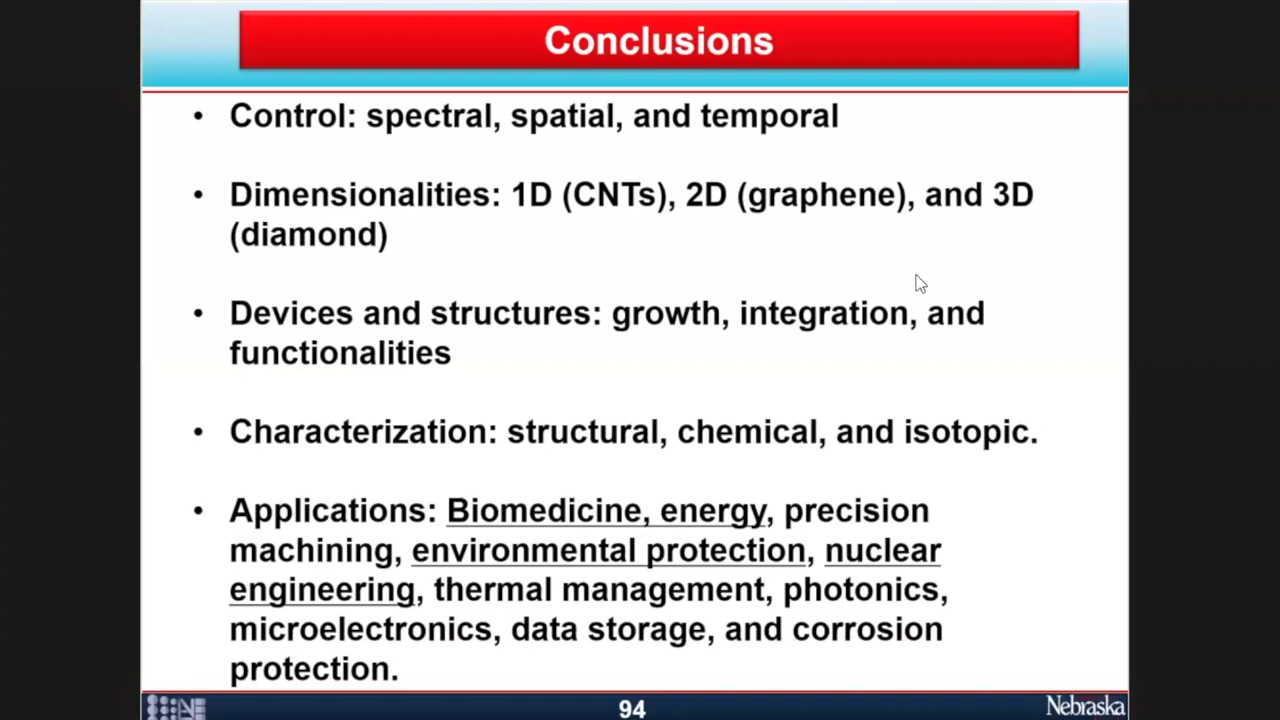 Conclusions
• Control: spectral, spatial, and temporal
• Dimensionalities: 1D (CNTs), 2D (graphene), and 3D
(diamond)
• Devices and structures: growth, integration, and
functionalities
• Characterization: structural, chemical, and isotopic.
• Applications: Biomedicine, energy, precision
machining, environmental protection, nuclear
engineering, thermal management, photonics,
microelectronics, data storage, and corrosion
protection.
94
Nebraska